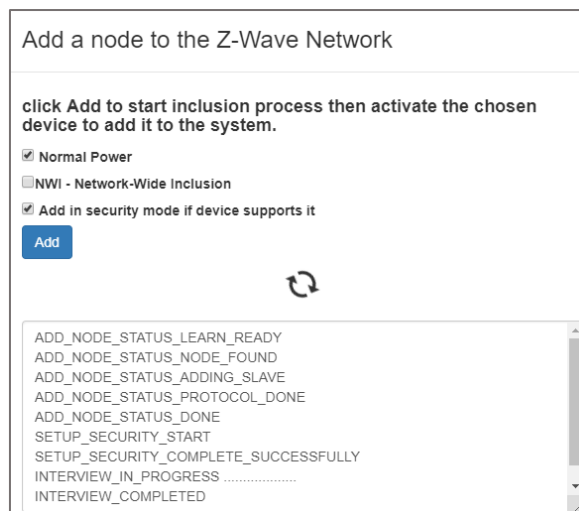 Add a node to the Z-Wave Network
click Add to start inclusion process then activate the chosen
device to add it to the system.
Normal Power
NWI - Network-Wide Inclusion
Add in security mode if device supports it
Add
ADD_NODE_STATUS_LEARN_READY
ADD_NODE_STATUS_NODE_FOUND
ADD_NODE_STATUS_ADDING_SLAVE
ADD_NODE_STATUS_PROTOCOL_DONE
ADD_NODE_STATUS_DONE
SETUP_SECURITY_START
SETUP_SECURITY_COMPLETE_SUCCESSFULLY
INTERVIEW_IN_PROGRESS ...................
INTERVIEW_COMPLETED